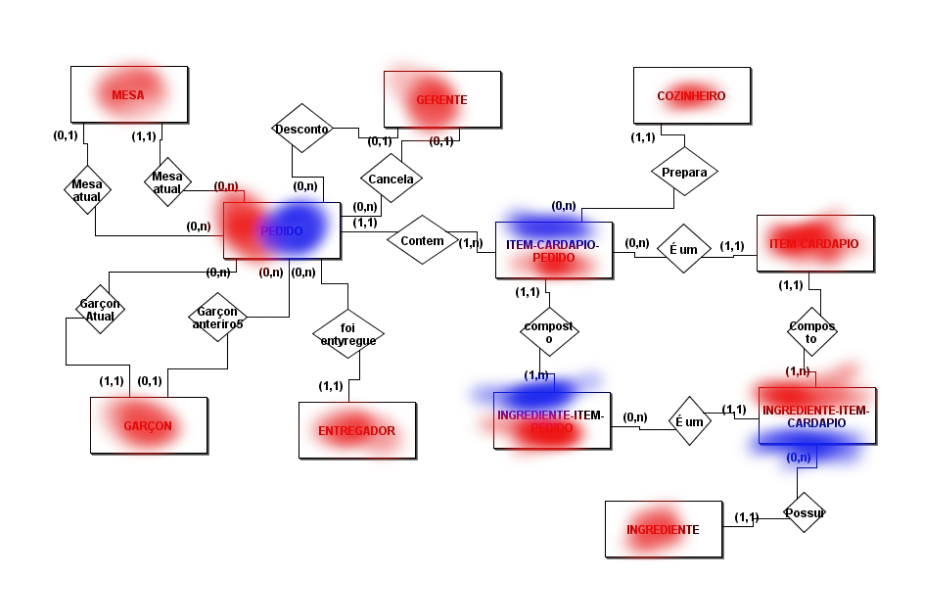 MESA
GERENTE
COZINHEIRO
(0,1)
(1,1)
Desconto
(0,1)
(0,1)
(1,1)
Mesa
atual
Mesa
atual
(0,n)
(0,n)
Cancela
Prepara
(0,n)
(0,n)
(0,n)
(1,1)
PEDIDO
Contem
(1,n)
ITEM-CARDAPIO-
PEDIDO
(0,n)
É um
(1,1)
ITEM-CARDAPIO
(0,n)
(0,n)
(0,n)
(1,1)
(1,1)
Garçon
Atual
Garçon
anteriro5
foi
entyregue
compost
o
Compos
to
(1,1)
(0,1)
(1,1)
(1,n)
(1,n)
GARÇON
ENTREGADOR
INGREDIENTE-ITEM-
PEDIDO
(0,n)
É um
(1,1)
INGREDIENTE-ITEM-
CARDAPIO
(0,n)
INGREDIENTE
(1,1)
Possui